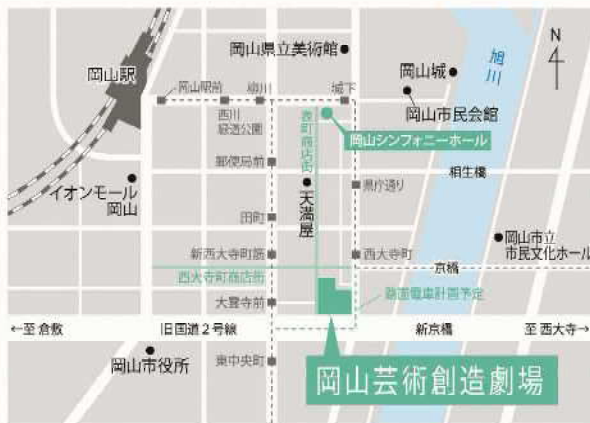 岡山県立美術館
N
旭川
岡山城
岡山駅
岡山駅前
柳川
城下
西川
緑道公園
岡山市民会館
表町商店街
岡山シンフォニーホール
郵便局前
相生橋
イオンモール
岡山
天満屋
県庁通り
田町
岡山市立
市民文化ホール
新西大寺町筋
西大寺町
京橋
西大寺町商店街
路面電車計画予定
大雲寺前
←至 倉敷
旧国道２号線
新京橋
至 西大寺→
岡山市役所
東中央町
岡山芸術創造劇場